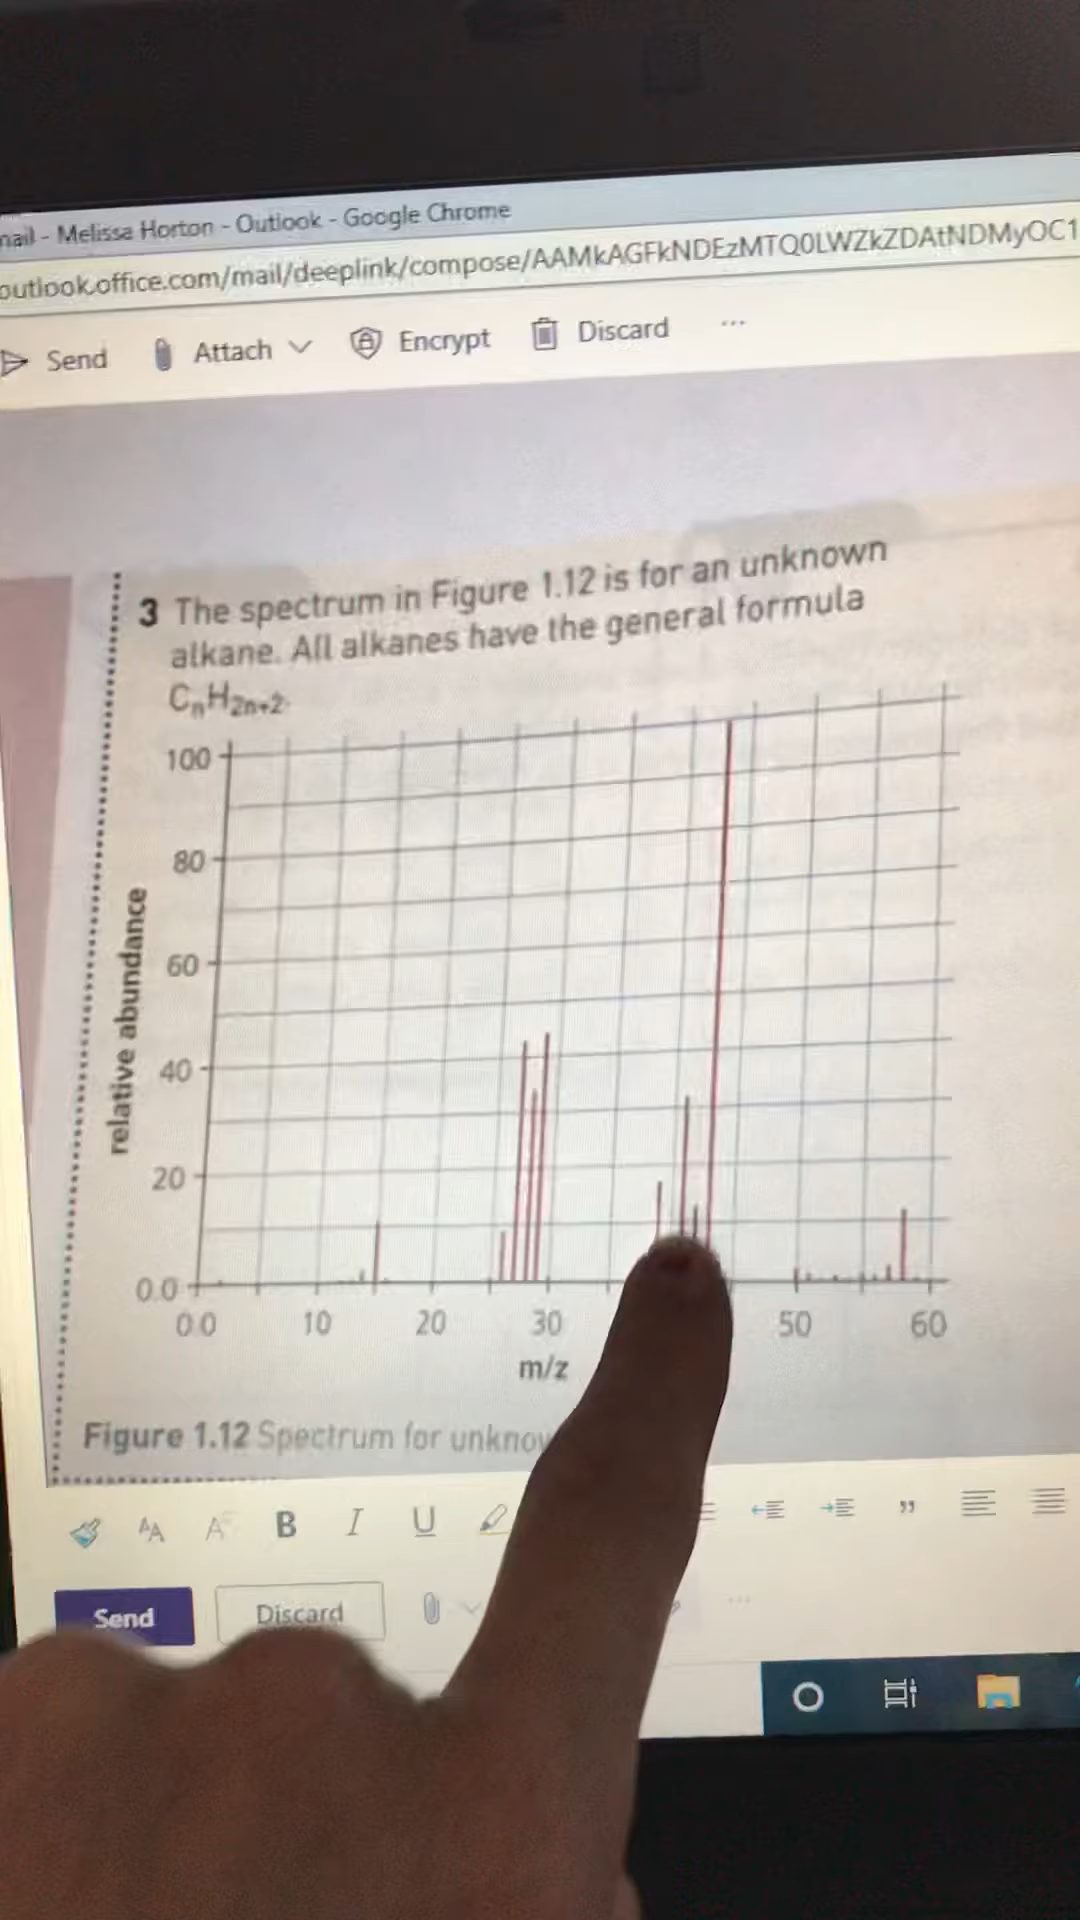 mail - Melissa Horton - Outlook - Google Chrome
outlook.office.com/mail/deeplink/compose/AAMkAGFkNDEzMTQ0LWZkZDAtNDMyOC1
Send Attach Encrypt Discard ...
3 The spectrum in Figure 1.12 is for an unknown
alkane. All alkanes have the general formula
CnH2n+2.
100
80
60
40
20
0.0
relative abundance
0.0 10 20 30 50 60
m/z
Figure 1.12 Spectrum for unknow
B I U
Send Discard